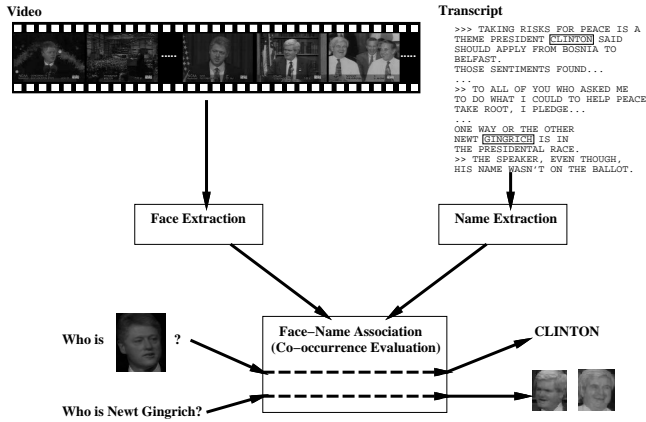 Video
Transcript
>>> TAKING RISKS FOR PEACE IS A
THEME PRESIDENT CLINTON SAID
SHOULD APPLY FROM BOSNIA TO
BELFAST.
THOSE SENTIMENTS FOUND...
...
>> TO ALL OF YOU WHO ASKED ME
TO DO WHAT I COULD TO HELP PEACE
TAKE ROOT, I PLEDGE...
...
ONE WAY OR THE OTHER
NEWT GINGRICH IS IN
THE PRESIDENTAL RACE.
>> THE SPEAKER, EVEN THOUGH,
HIS NAME WASN'T ON THE BALLOT.
Face Extraction
Name Extraction
Face–Name Association
(Co–occurrence Evaluation)
Who is ?
CLINTON
Who is Newt Gingrich?